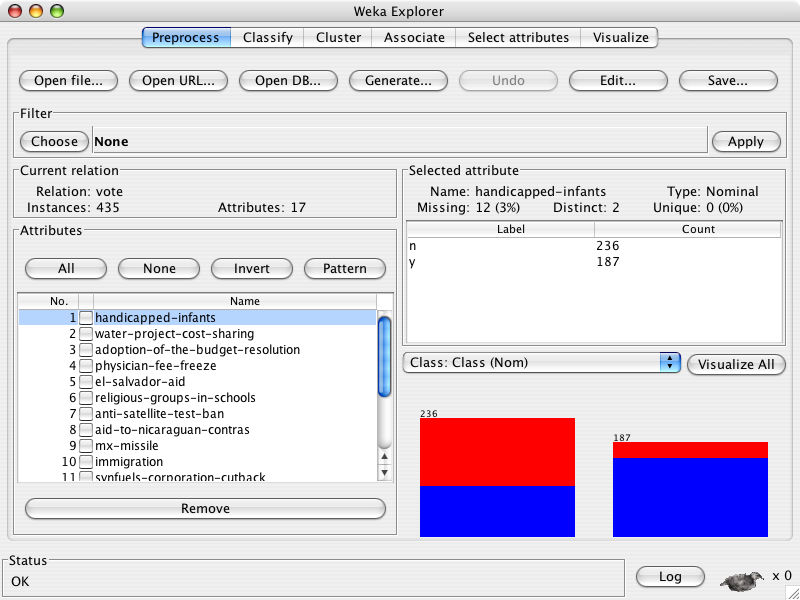 Weka Explorer
Preprocess Classify Cluster Associate Select attributes Visualize
Open file... Open URL... Open DB... Generate... Undo Edit... Save...
Filter
Choose None Apply
Current relation
Relation: vote
Instances: 435 Attributes: 17
Selected attribute
Name: handicapped-infants Type: Nominal
Missing: 12 (3%) Distinct: 2 Unique: 0 (0%)
Label Count
n 236
y 187
Attributes
All None Invert Pattern
No. Name
1 handicapped-infants
2 water-project-cost-sharing
3 adoption-of-the-budget-resolution
4 physician-fee-freeze
5 el-salvador-aid
6 religious-groups-in-schools
7 anti-satellite-test-ban
8 aid-to-nicaraguan-contras
9 mx-missile
10 immigration
11 synfuels-corporation-cutback
Remove
Class: Class (Nom) Visualize All
236
187
Status
OK
Log x 0